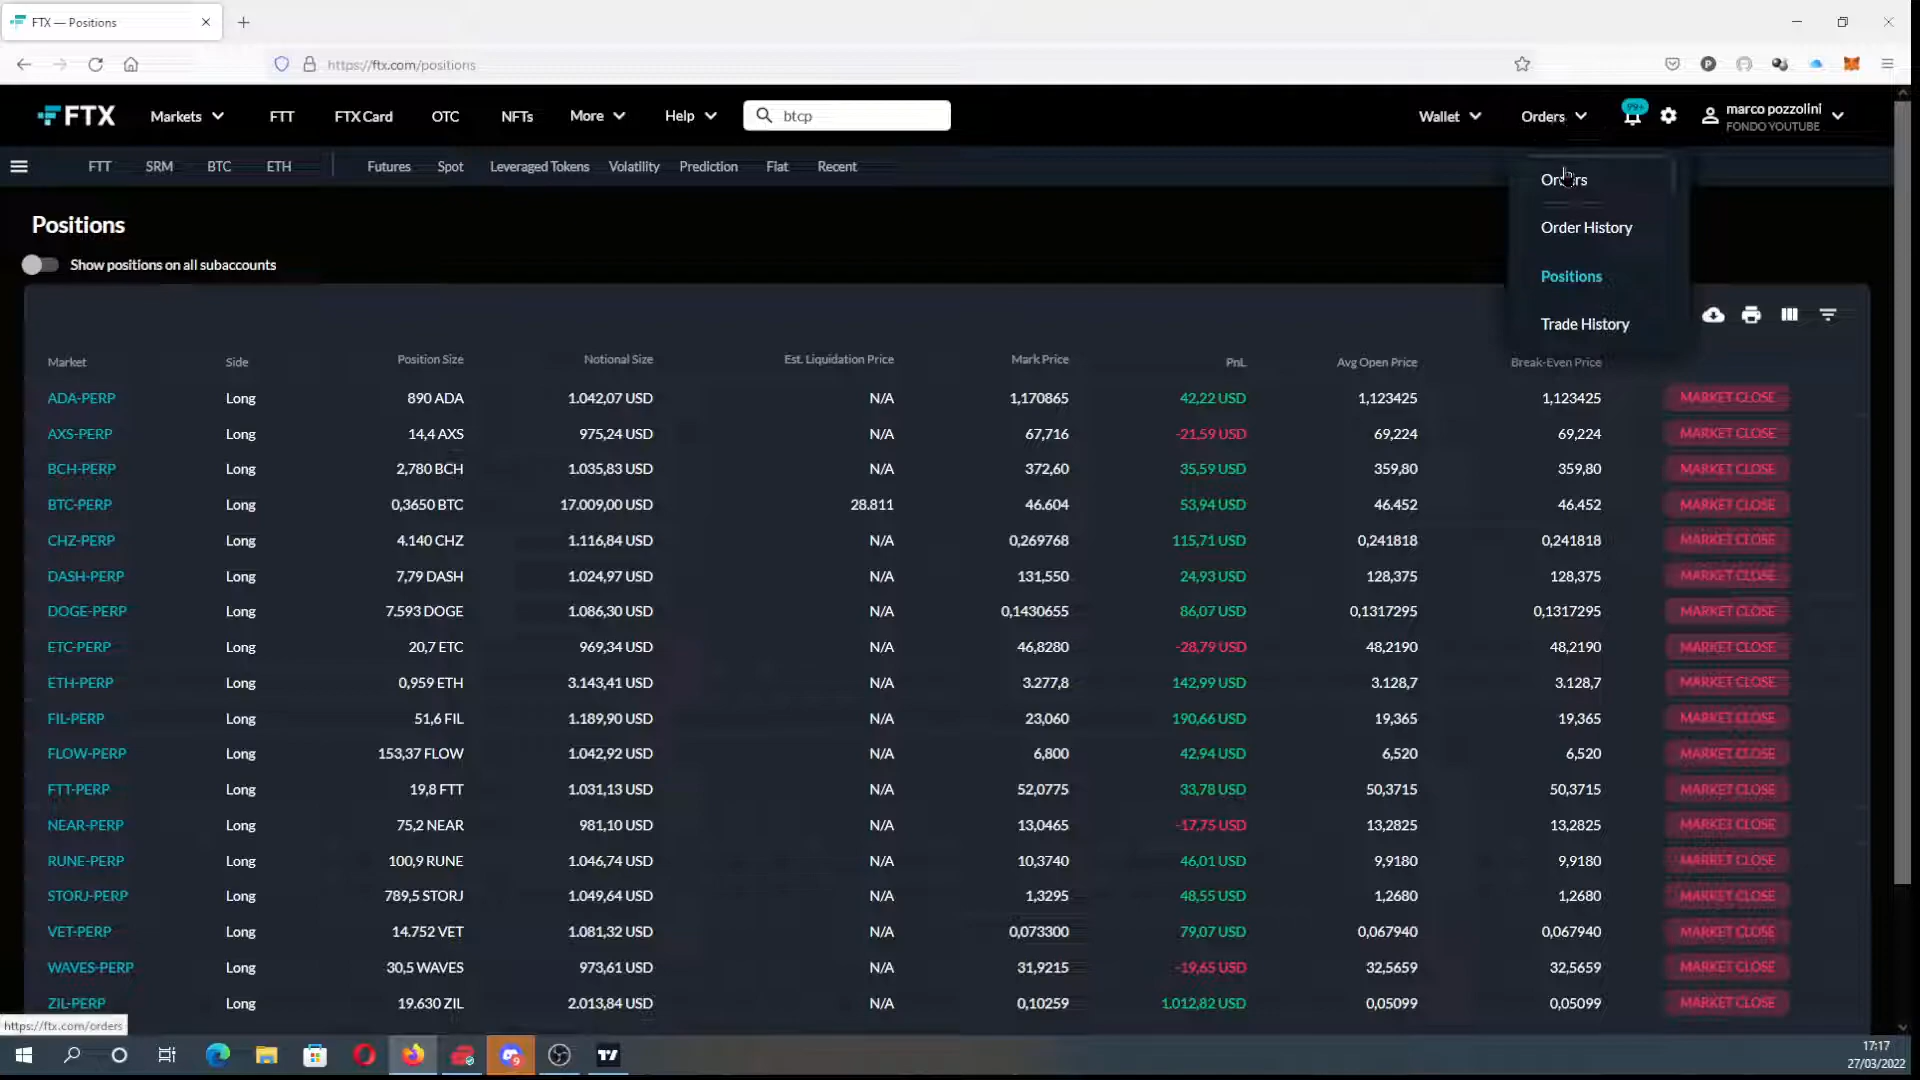 FTX — Positions
https://ftx.com/positions
FTX Markets FTT FTX Card OTC NFTs More Help btcp Wallet Orders 99+ marco pozzolini
FONDO YOUTUBE
FTT SRM BTC ETH Futures Spot Leveraged Tokens Volatility Prediction Fiat Recent
Orders
Order History
Positions
Trade History
Positions
Show positions on all subaccounts
Market Side Position Size Notional Size Est. Liquidation Price Mark Price PnL Avg Open Price Break-Even Price
ADA-PERP Long 890 ADA 1.042,07 USD N/A 1,170865 42,22 USD 1,123425 1,123425 MARKET CLOSE
AXS-PERP Long 14,4 AXS 975,24 USD N/A 67,716 -21,59 USD 69,224 69,224 MARKET CLOSE
BCH-PERP Long 2,780 BCH 1.035,83 USD N/A 372,60 35,59 USD 359,80 359,80 MARKET CLOSE
BTC-PERP Long 0,3650 BTC 17.009,00 USD 28.811 46.604 53,94 USD 46.452 46.452 MARKET CLOSE
CHZ-PERP Long 4.140 CHZ 1.116,84 USD N/A 0,269768 115,71 USD 0,241818 0,241818 MARKET CLOSE
DASH-PERP Long 7,79 DASH 1.024,97 USD N/A 131,550 24,93 USD 128,375 128,375 MARKET CLOSE
DOGE-PERP Long 7.593 DOGE 1.086,30 USD N/A 0,1430655 86,07 USD 0,1317295 0,1317295 MARKET CLOSE
ETC-PERP Long 20,7 ETC 969,34 USD N/A 46,8280 -28,79 USD 48,2190 48,2190 MARKET CLOSE
ETH-PERP Long 0,959 ETH 3.143,41 USD N/A 3.277,8 142,99 USD 3.128,7 3.128,7 MARKET CLOSE
FIL-PERP Long 51,6 FIL 1.189,90 USD N/A 23,060 190,66 USD 19,365 19,365 MARKET CLOSE
FLOW-PERP Long 153,37 FLOW 1.042,92 USD N/A 6,800 42,94 USD 6,520 6,520 MARKET CLOSE
FTT-PERP Long 19,8 FTT 1.031,13 USD N/A 52,0775 33,78 USD 50,3715 50,3715 MARKET CLOSE
NEAR-PERP Long 75,2 NEAR 981,10 USD N/A 13,0465 -17,75 USD 13,2825 13,2825 MARKET CLOSE
RUNE-PERP Long 100,9 RUNE 1.046,74 USD N/A 10,3740 46,01 USD 9,9180 9,9180 MARKET CLOSE
STORJ-PERP Long 789,5 STORJ 1.049,64 USD N/A 1,3295 48,55 USD 1,2680 1,2680 MARKET CLOSE
VET-PERP Long 14.752 VET 1.081,32 USD N/A 0,073300 79,07 USD 0,067940 0,067940 MARKET CLOSE
WAVES-PERP Long 30,5 WAVES 973,61 USD N/A 31,9215 -19,65 USD 32,5659 32,5659 MARKET CLOSE
ZIL-PERP Long 19.630 ZIL 2.013,84 USD N/A 0,10259 1.012,82 USD 0,05099 0,05099 MARKET CLOSE
https://ftx.com/orders
17:17
27/03/2022